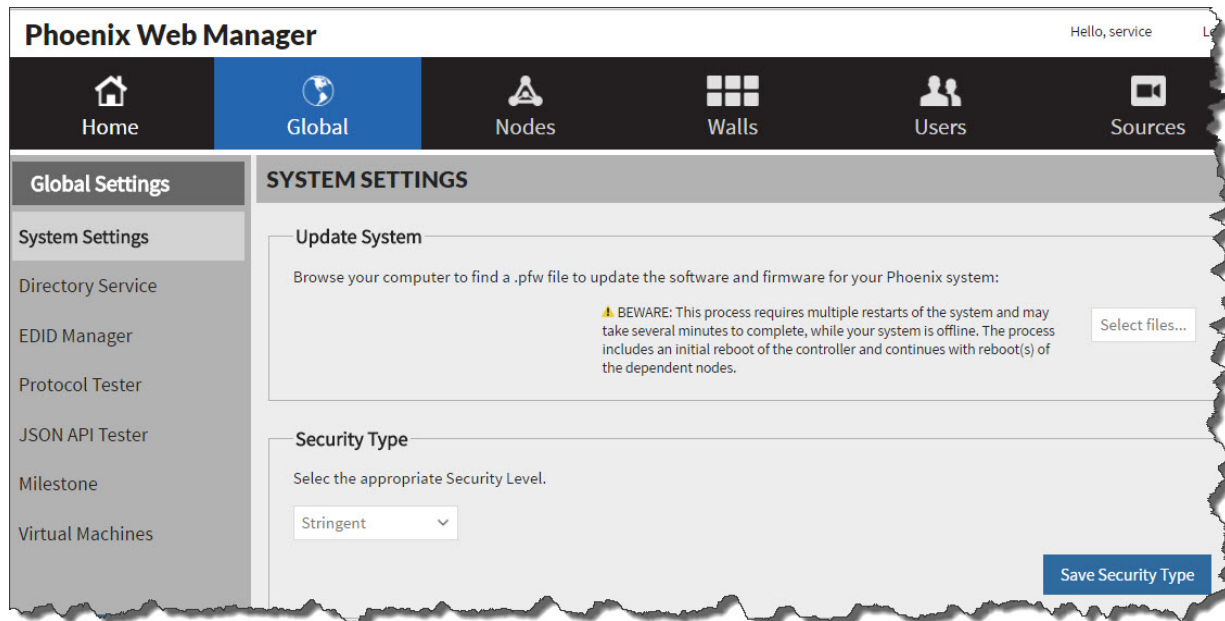 Phoenix Web Manager
Hello, service
Home
Global
Nodes
Walls
Users
Sources
Global Settings
System Settings
Directory Service
EDID Manager
Protocol Tester
JSON API Tester
Milestone
Virtual Machines
SYSTEM SETTINGS
Update System
Browse your computer to find a .pfw file to update the software and firmware for your Phoenix system:
BEWARE: This process requires multiple restarts of the system and may
take several minutes to complete, while your system is offline. The process
includes an initial reboot of the controller and continues with reboot(s) of
the dependent nodes.
Select files...
Security Type
Selec the appropriate Security Level.
Stringent
Save Security Type